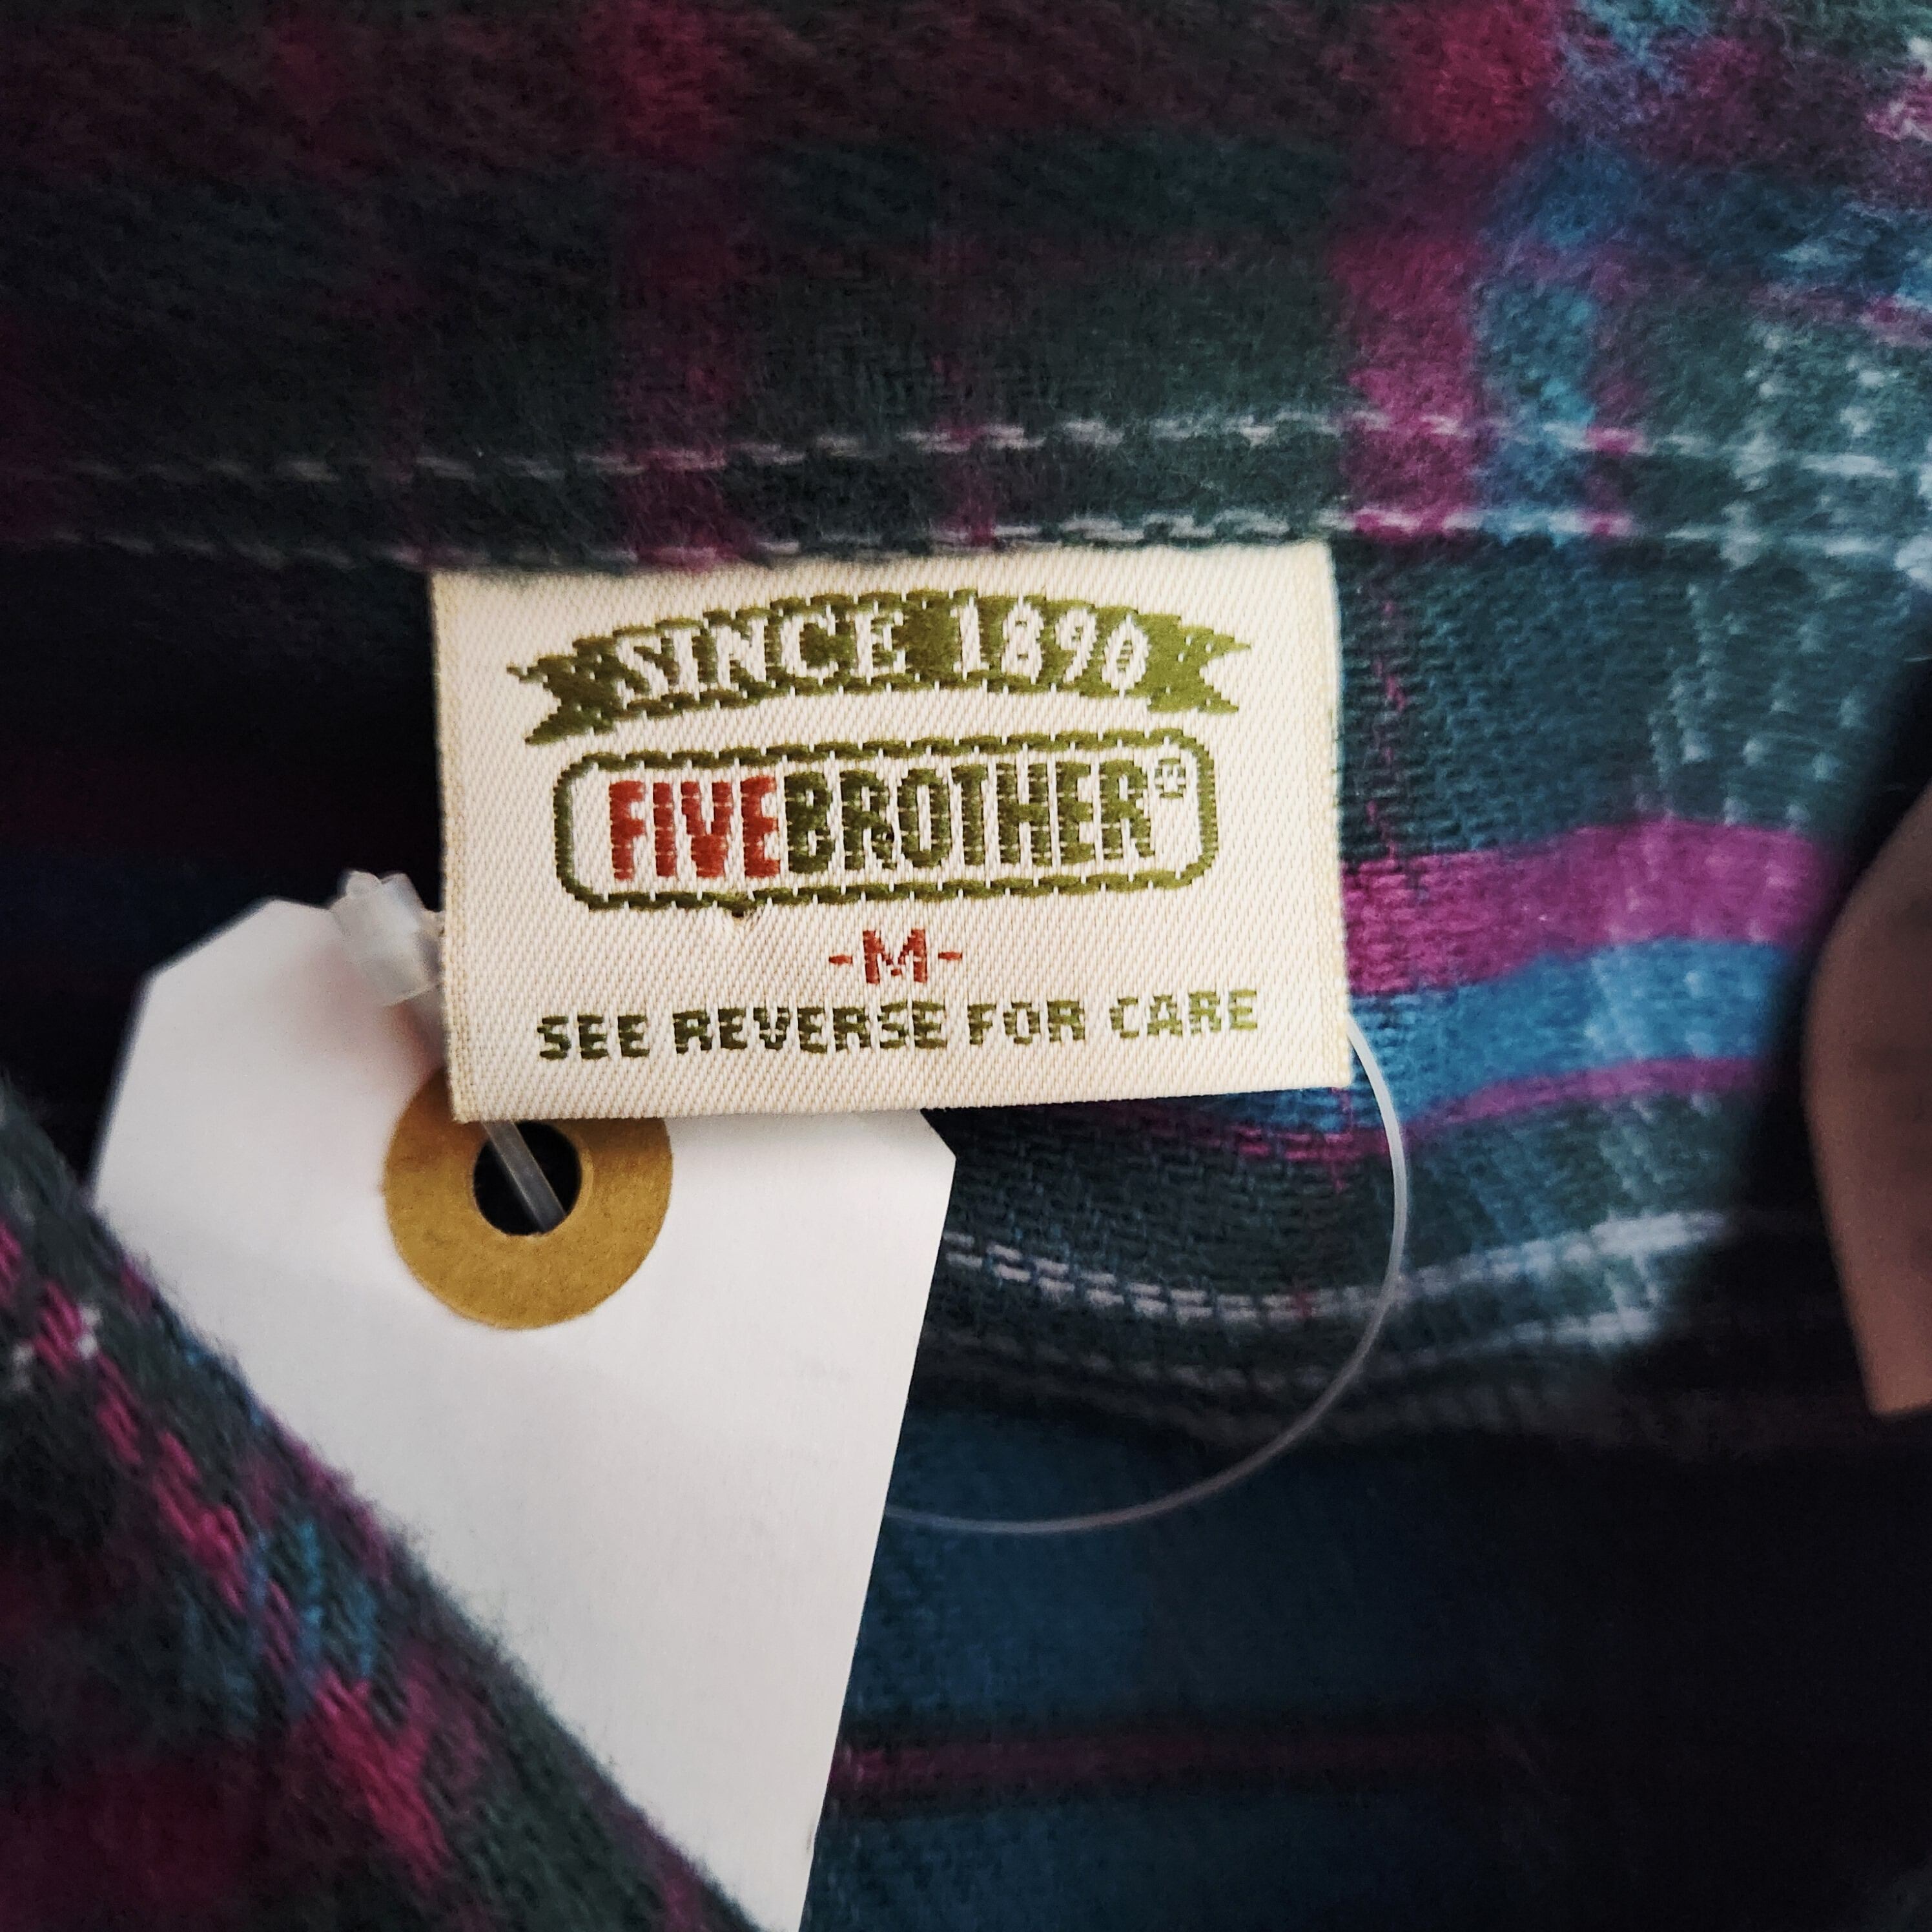 SINCE 1890
FIVEBROTHER®
-M-
SEE REVERSE FOR CARE